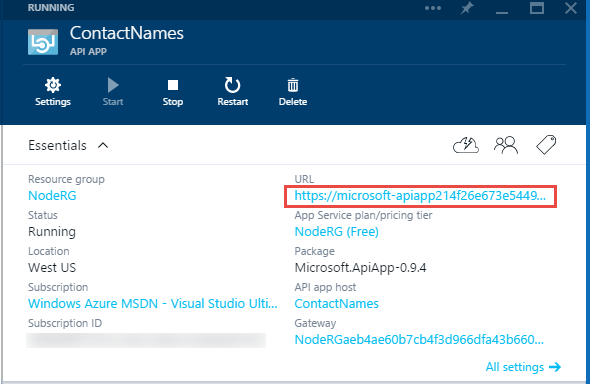 RUNNING
ContactNames
API APP
Settings
Start
Stop
Restart
Delete
Essentials
Resource group
NodeRG
URL
https://microsoft-apiapp214f26e673e5449...
Status
Running
App Service plan/pricing tier
NodeRG (Free)
Location
West US
Package
Microsoft.ApiApp-0.9.4
Subscription
Windows Azure MSDN - Visual Studio Ulti...
API app host
ContactNames
Subscription ID
Gateway
NodeRGaeb4ae60b7cb4f3d966dfa43b660...
All settings